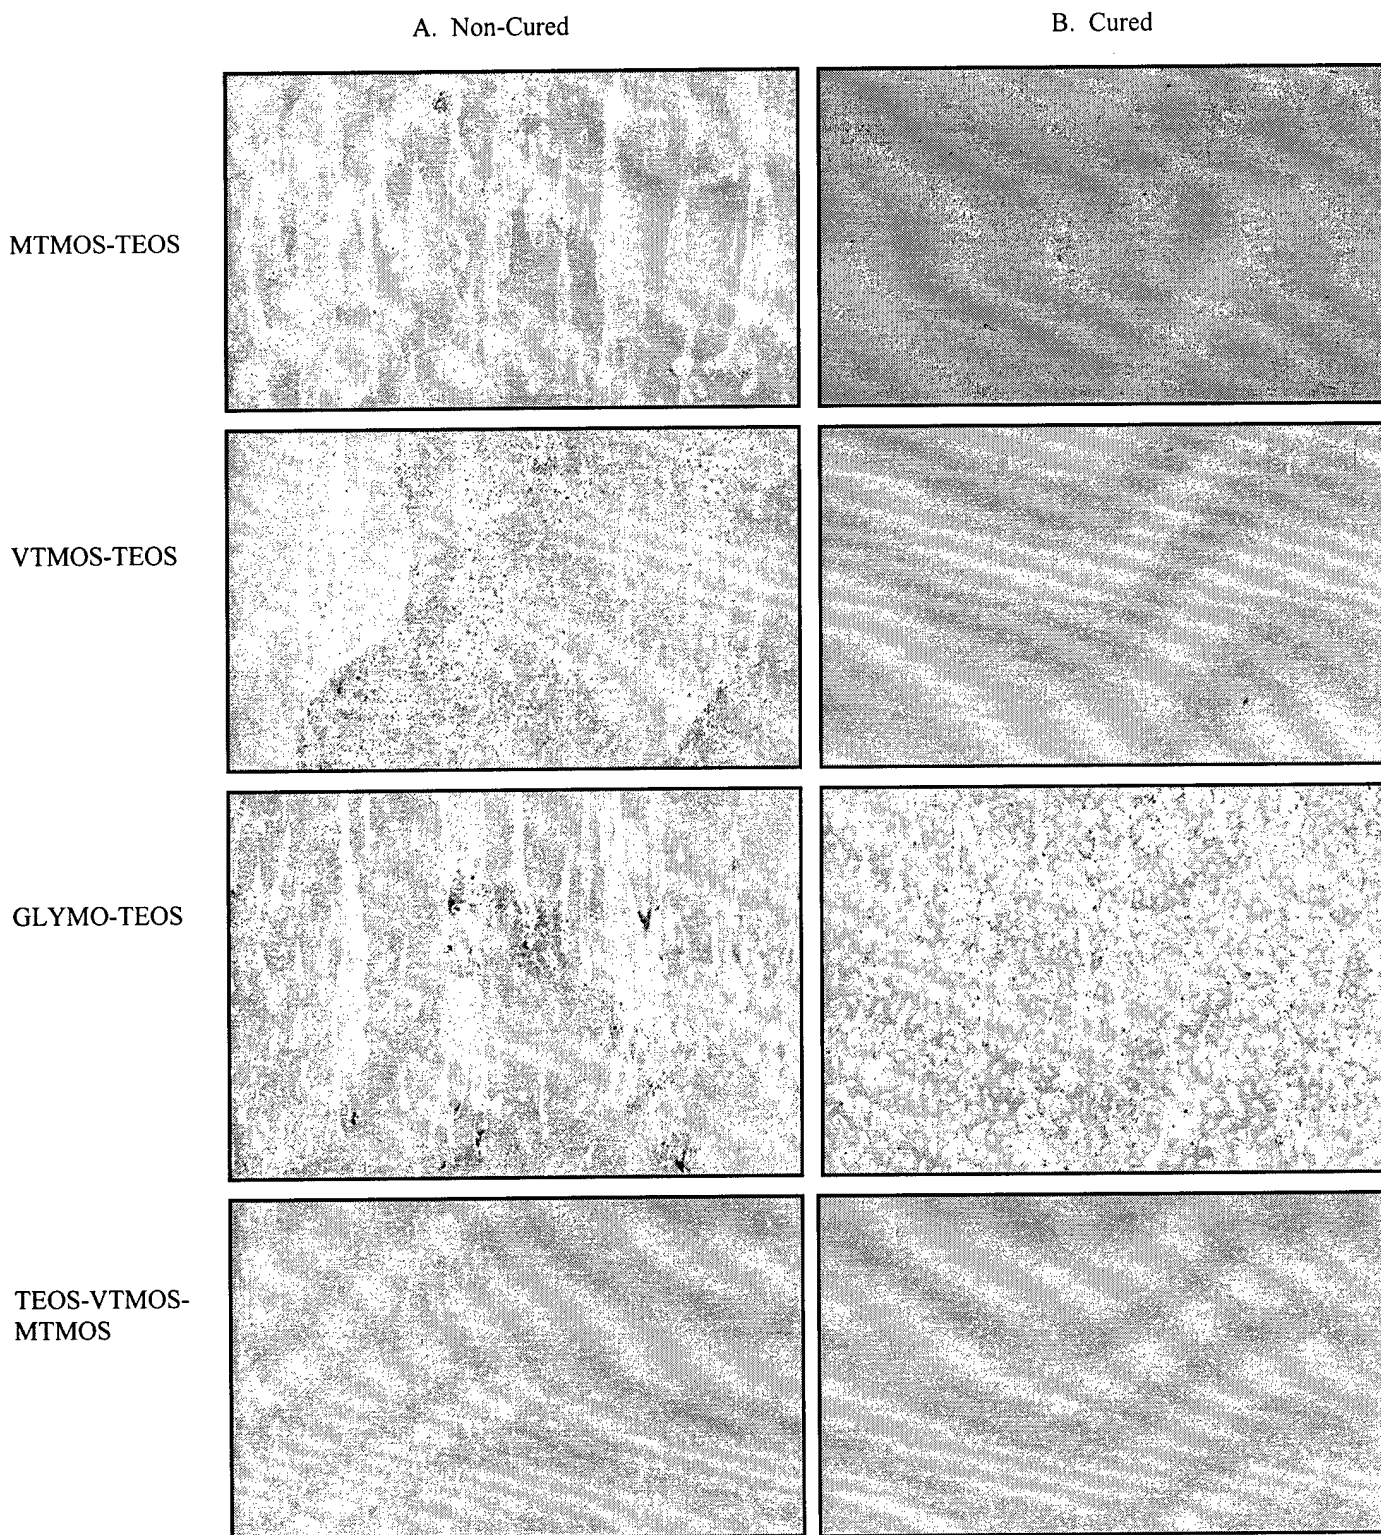 A. Non-Cured
B. Cured
MTMOS-TEOS
VTMOS-TEOS
GLYMO-TEOS
TEOS-VTMOS-
MTMOS